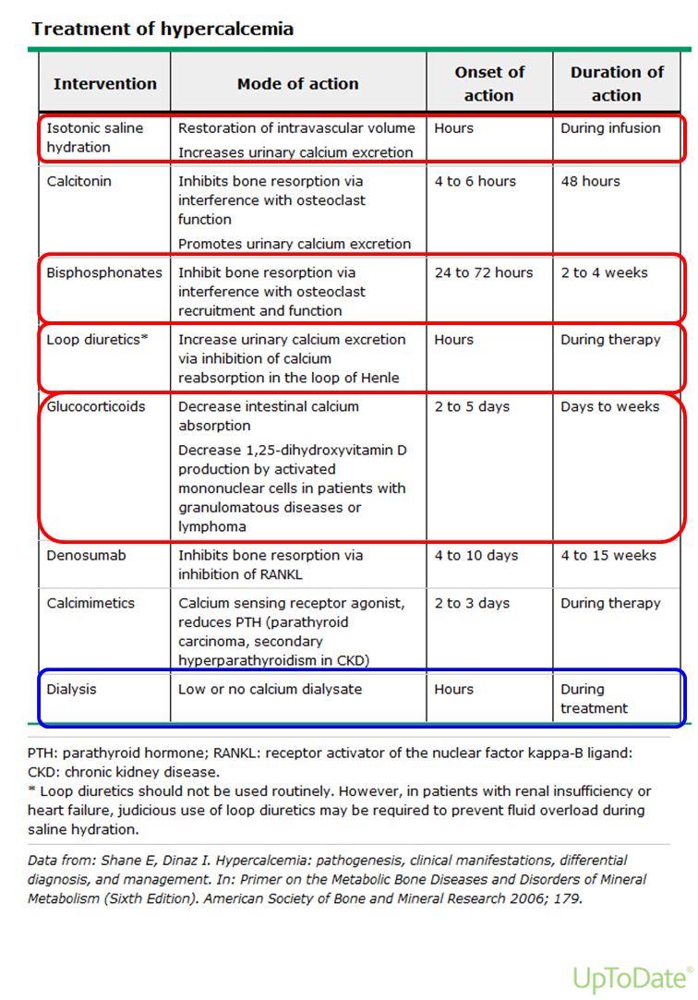 Treatment of hypercalcemia
Intervention
Mode of action
Onset of
action
Duration of
action
Isotonic saline
hydration
Restoration of intravascular volume
Increases urinary calcium excretion
Hours
During infusion
Calcitonin
Inhibits bone resorption via
interference with osteoclast
function
Promotes urinary calcium excretion
4 to 6 hours
48 hours
Bisphosphonates
Inhibit bone resorption via
interference with osteoclast
recruitment and function
24 to 72 hours
2 to 4 weeks
Loop diuretics*
Increase urinary calcium excretion
via inhibition of calcium
reabsorption in the loop of Henle
Hours
During therapy
Glucocorticoids
Decrease intestinal calcium
absorption
Decrease 1,25-dihydroxyvitamin D
production by activated
mononuclear cells in patients with
granulomatous diseases or
lymphoma
2 to 5 days
Days to weeks
Denosumab
Inhibits bone resorption via
inhibition of RANKL
4 to 10 days
4 to 15 weeks
Calcimimetics
Calcium sensing receptor agonist,
reduces PTH (parathyroid
carcinoma, secondary
hyperparathyroidism in CKD)
2 to 3 days
During therapy
Dialysis
Low or no calcium dialysate
Hours
During
treatment
PTH: parathyroid hormone; RANKL: receptor activator of the nuclear factor kappa-B ligand:
CKD: chronic kidney disease.
* Loop diuretics should not be used routinely. However, in patients with renal insufficiency or
heart failure, judicious use of loop diuretics may be required to prevent fluid overload during
saline hydration.
Data from: Shane E, Dinaz I. Hypercalcemia: pathogenesis, clinical manifestations, differential
diagnosis, and management. In: Primer on the Metabolic Bone Diseases and Disorders of Mineral
Metabolism (Sixth Edition). American Society of Bone and Mineral Research 2006; 179.
UpToDate®